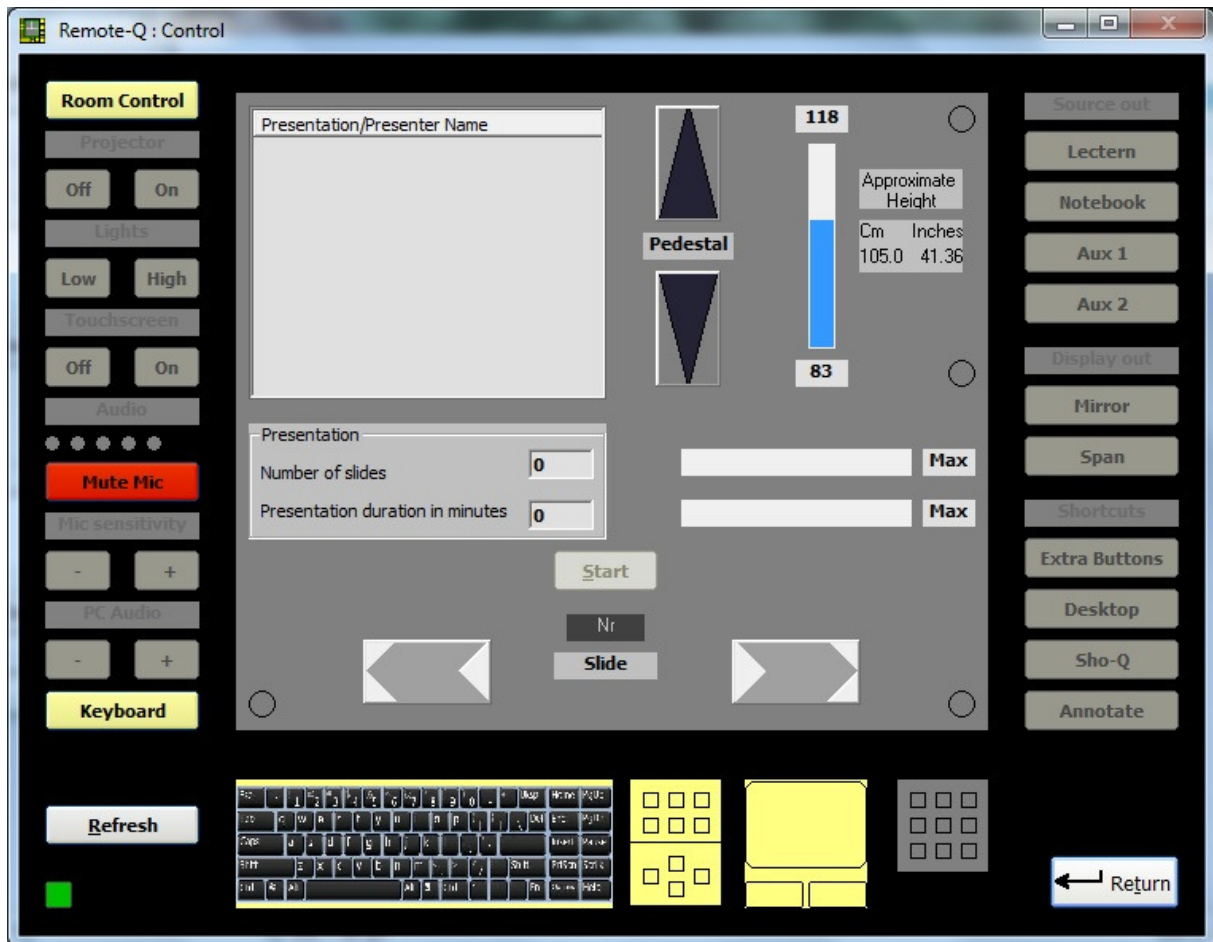 Remote-Q : Control
Room Control
Projector
Off On
Lights
Low High
Touchscreen
Off On
Audio
Mute Mic
Mic sensitivity
- +
PC Audio
- +
Keyboard
Refresh
Presentation/Presenter Name
Presentation
Number of slides 0
Presentation duration in minutes 0
Start
Nr
Slide
Pedestal
118
83
Approximate
Height
Cm Inches
105.0 41.36
Max
Max
Source out
Lectern
Notebook
Aux 1
Aux 2
Display out
Mirror
Span
Shortcuts
Extra Buttons
Desktop
Sho-Q
Annotate
Return